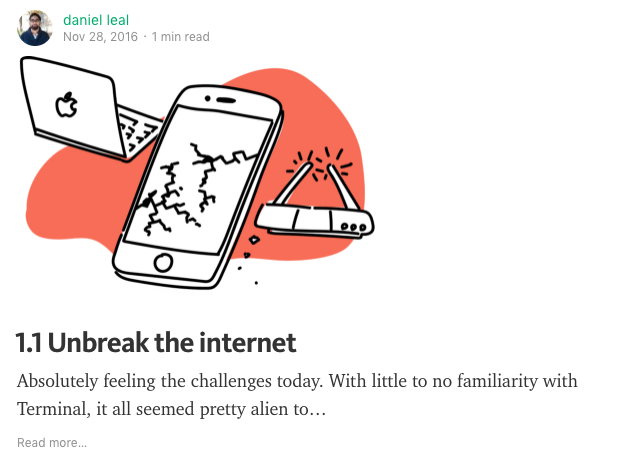 daniel leal
Nov 28, 2016 · 1 min read
1.1 Unbreak the internet
Absolutely feeling the challenges today. With little to no familiarity with
Terminal, it all seemed pretty alien to…
Read more…